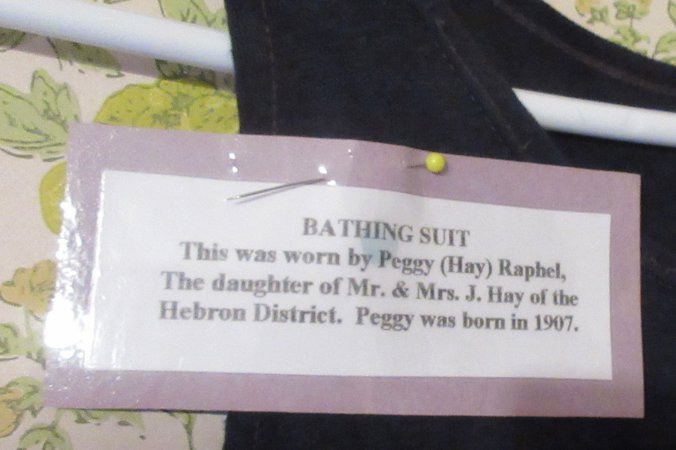 BATHING SUIT
This was worn by Peggy (Hay) Raphel,
The daughter of Mr. & Mrs. J. Hay of the
Hebron District. Peggy was born in 1907.